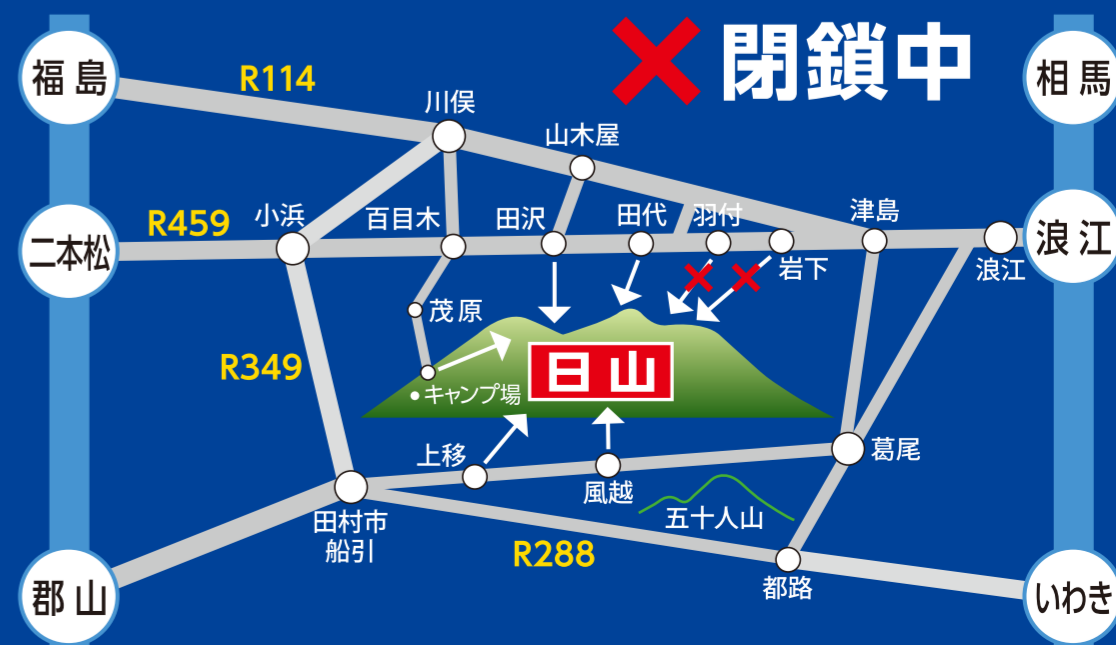 閉鎖中
福島
R114
相馬
川俣
山木屋
R459
小浜
百目木
田沢
田代
羽付
津島
二本松
浪江
浪江
岩下
茂原
R349
日山
キャンプ場
上移
葛尾
風越
田村市
船引
五十人山
R288
都路
郡山
いわき